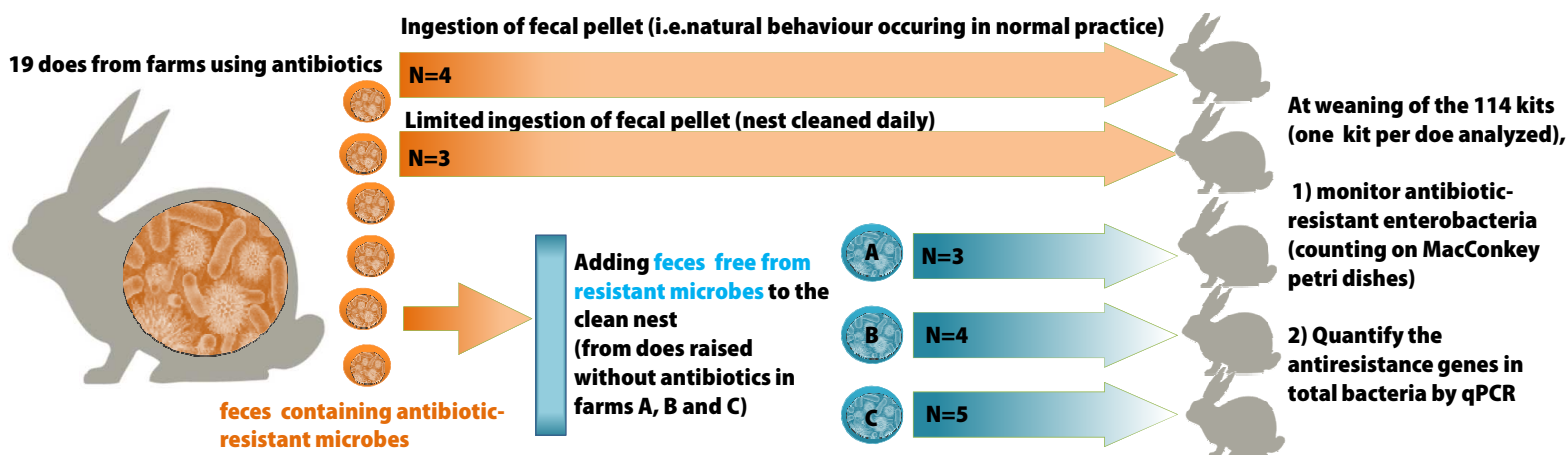 19 does from farms using antibiotics
Ingestion of fecal pellet (i.e.natural behaviour occuring in normal practice)
N=4
Limited ingestion of fecal pellet (nest cleaned daily)
N=3
feces containing antibiotic-
resistant microbes
Adding feces free from
resistant microbes to the
clean nest
(from does raised
without antibiotics in
farms A, B and C)
A
N=3
B
N=4
C
N=5
At weaning of the 114 kits
(one kit per doe analyzed),
1) monitor antibiotic-
resistant enterobacteria
(counting on MacConkey
petri dishes)
2) Quantify the
antiresistance genes in
total bacteria by qPCR